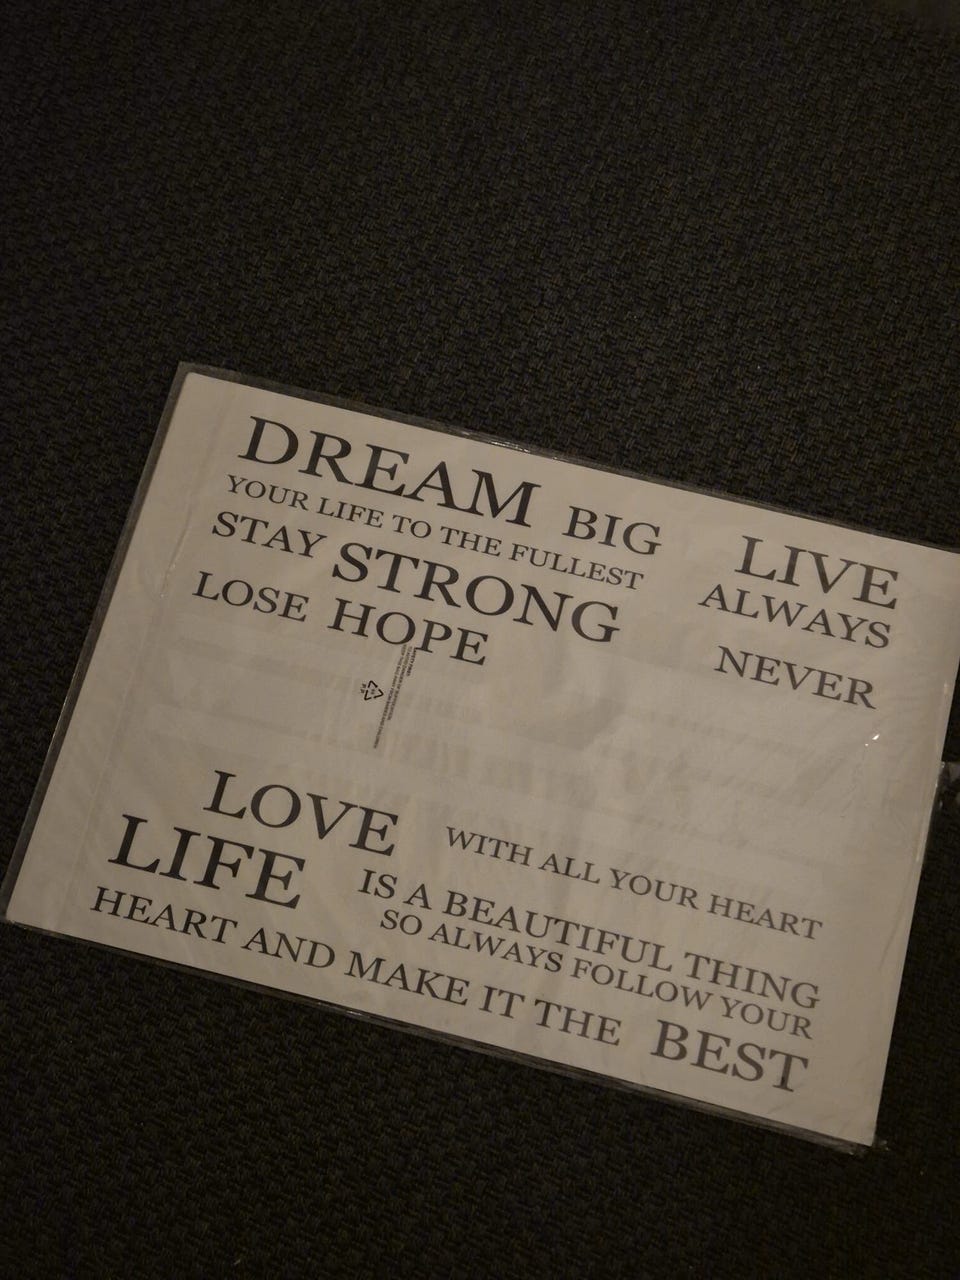 DREAM BIG LIVE
YOUR LIFE TO THE FULLEST ALWAYS
STAY STRONG NEVER
LOSE HOPE
LOVE WITH ALL YOUR HEART
LIFE IS A BEAUTIFUL THING
SO ALWAYS FOLLOW YOUR
HEART AND MAKE IT THE BEST